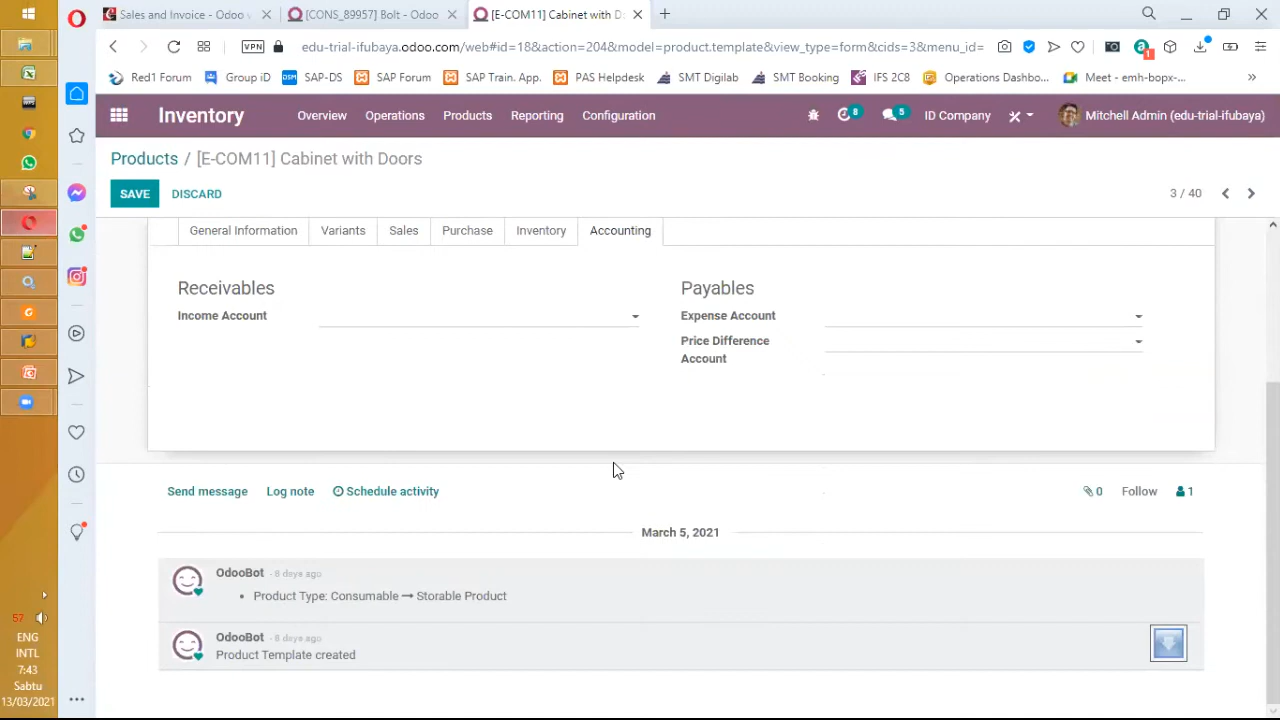 Sales and Invoice - Odoo v
[CONS_89957] Bolt - Odoo
[E-COM11] Cabinet with D
VPN
edu-trial-ifubaya.odoo.com/web#id=18&action=204&model=product.template&view_type=form&cids=3&menu_id=
1
Red1 Forum
Group iD
DSM
SAP-DS
SAP Forum
SAP Train. App.
PAS Helpdesk
SMT Digilab
SMT Booking
IFS 2C8
Operations Dashbo...
Meet - emh-bopx-...
»
Inventory
Overview
Operations
Products
Reporting
Configuration
8
5
ID Company
Mitchell Admin (edu-trial-ifubaya)
Products / [E-COM11] Cabinet with Doors
SAVE
DISCARD
3 / 40
General Information
Variants
Sales
Purchase
Inventory
Accounting
Receivables
Payables
Income Account
Expense Account
Price Difference
Account
Send message
Log note
Schedule activity
0
Follow
1
March 5, 2021
OdooBot - 8 days ago
• Product Type: Consumable → Storable Product
OdooBot - 8 days ago
Product Template created
57
ENG
INTL
7:43
Sabtu
13/03/2021